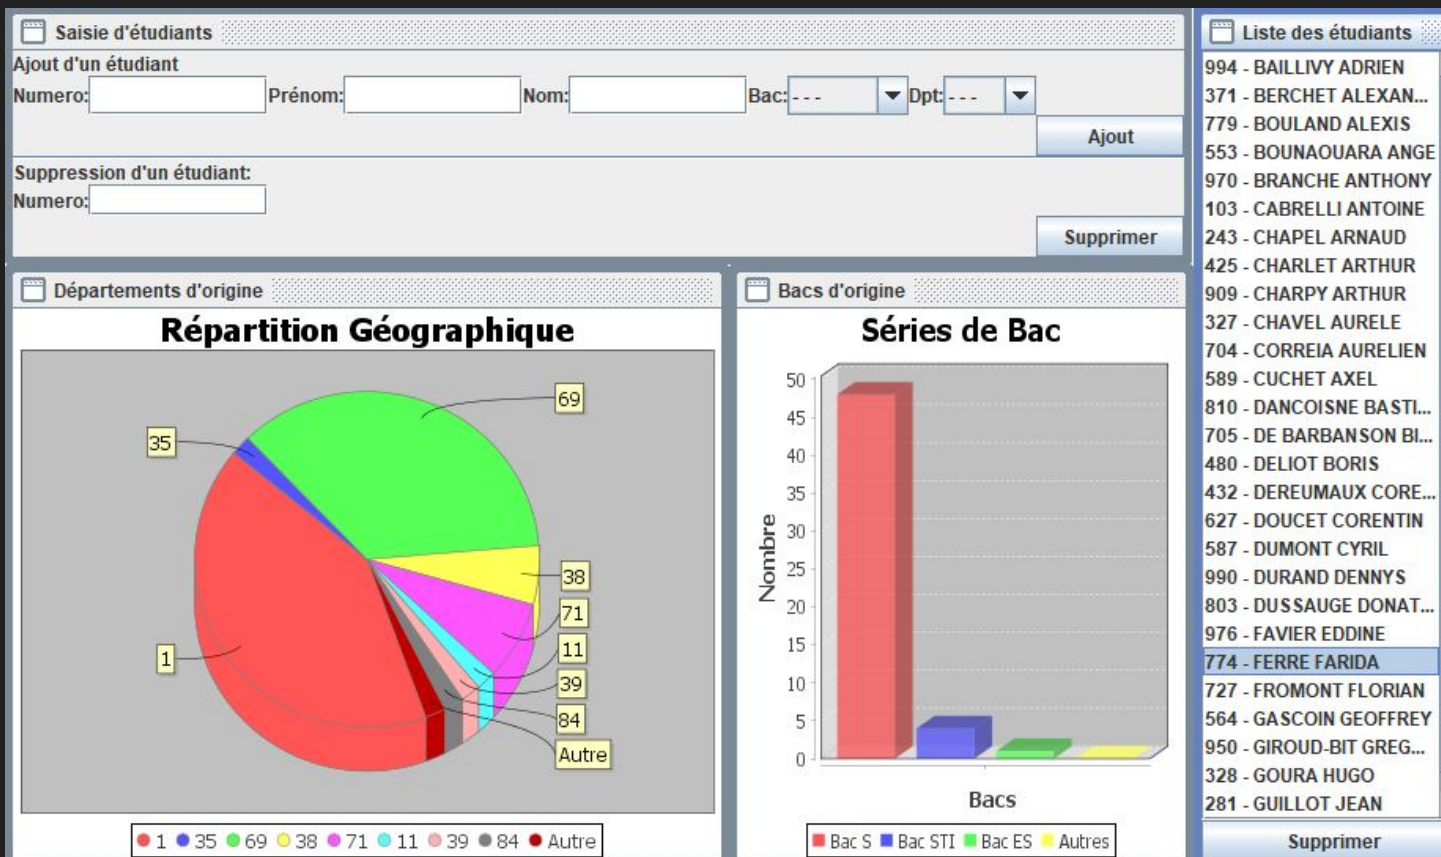 Saisie d'étudiants
Ajout d'un étudiant
Numero: Prénom: Nom: Bac: - - - Dpt: - - -
Ajout
Suppression d'un étudiant:
Numero:
Supprimer
Départements d'origine
Répartition Géographique
69
35
38
71
11
1
39
84
Autre
1 35 69 38 71 11 39 84 Autre
Bacs d'origine
Séries de Bac
50
45
40
35
30
25
20
15
10
5
0
Nombre
Bacs
Bac S Bac STI Bac ES Autres
Liste des étudiants
994 - BAILLIVY ADRIEN
371 - BERCHET ALEXAN...
779 - BOULAND ALEXIS
553 - BOUNAOUARA ANGE
970 - BRANCHE ANTHONY
103 - CABRELLI ANTOINE
243 - CHAPEL ARNAUD
425 - CHARLET ARTHUR
909 - CHARPY ARTHUR
327 - CHAVEL AURELE
704 - CORREIA AURELIEN
589 - CUCHET AXEL
810 - DANCOISNE BASTI...
705 - DE BARBANSON BI...
480 - DELIOT BORIS
432 - DEREUMAUX CORE...
627 - DOUCET CORENTIN
587 - DUMONT CYRIL
990 - DURAND DENNYS
803 - DUSSAUGE DONAT...
976 - FAVIER EDDINE
774 - FERRE FARIDA
727 - FROMONT FLORIAN
564 - GASCOIN GEOFFREY
950 - GIROUD-BIT GREG...
328 - GOURA HUGO
281 - GUILLOT JEAN
Supprimer